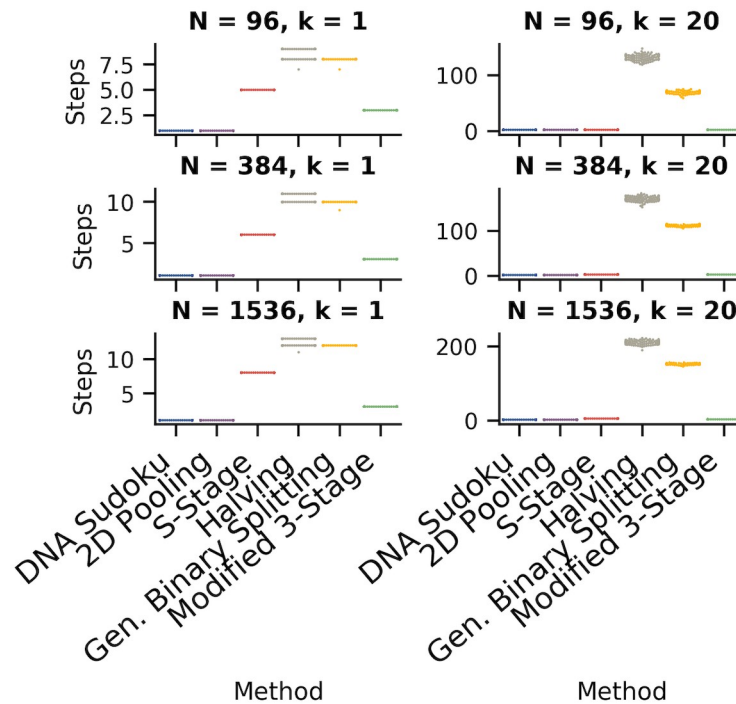 N = 96, k = 1
N = 96, k = 20
Steps
7.5
5.0
2.5
100
0
N = 384, k = 1
N = 384, k = 20
Steps
10
5
100
0
N = 1536, k = 1
N = 1536, k = 20
Steps
10
5
200
0
DNA Sudoku
2D Pooling
S-Stage
Halving
Gen. Binary Splitting
Modified 3-Stage
DNA Sudoku
2D Pooling
S-Stage
Halving
Gen. Binary Splitting
Modified 3-Stage
Method
Method